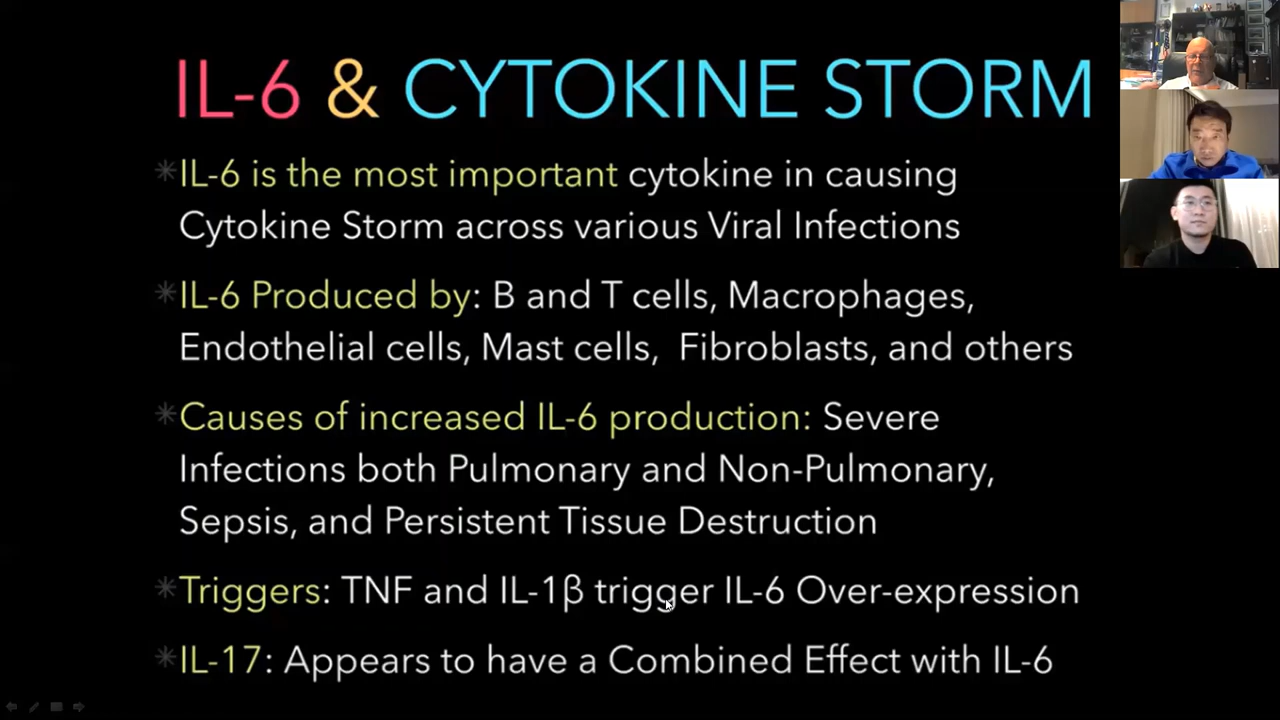 IL-6 & CYTOKINE STORM
*IL-6 is the most important cytokine in causing
Cytokine Storm across various Viral Infections
*IL-6 Produced by: B and T cells, Macrophages,
Endothelial cells, Mast cells, Fibroblasts, and others
*Causes of increased IL-6 production: Severe
Infections both Pulmonary and Non-Pulmonary,
Sepsis, and Persistent Tissue Destruction
*Triggers: TNF and IL-1β trigger IL-6 Over-expression
*IL-17: Appears to have a Combined Effect with IL-6